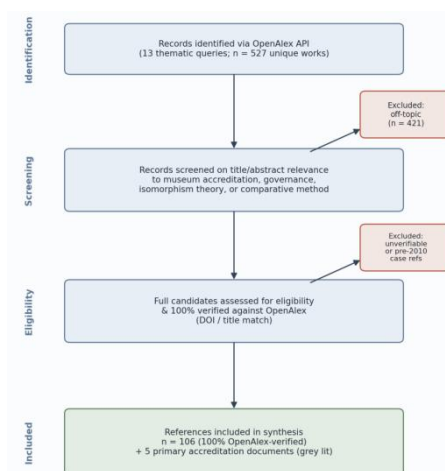 Identification
Records identified via OpenAlex API
(13 thematic queries; n = 527 unique works)
Excluded:
off-topic
(n = 421)
Screening
Records screened on title/abstract relevance
to museum accreditation, governance,
isomorphism theory, or comparative method
Excluded:
unverifiable
or pre-2010
case refs
Eligibility
Full candidates assessed for eligibility
& 100% verified against OpenAlex
(DOI / title match)
Included
References included in synthesis
n = 106 (100% OpenAlex-verified)
+ 5 primary accreditation documents (grey lit)